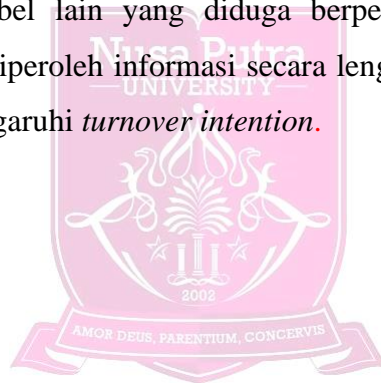 bel lain yang diduga berpe
iperoleh informasi secara leng
garuhi turnover intention.
Nusa Putra
UNIVERSITY
2002
AMOR DEUS, PARENTIUM, CONCERVIS